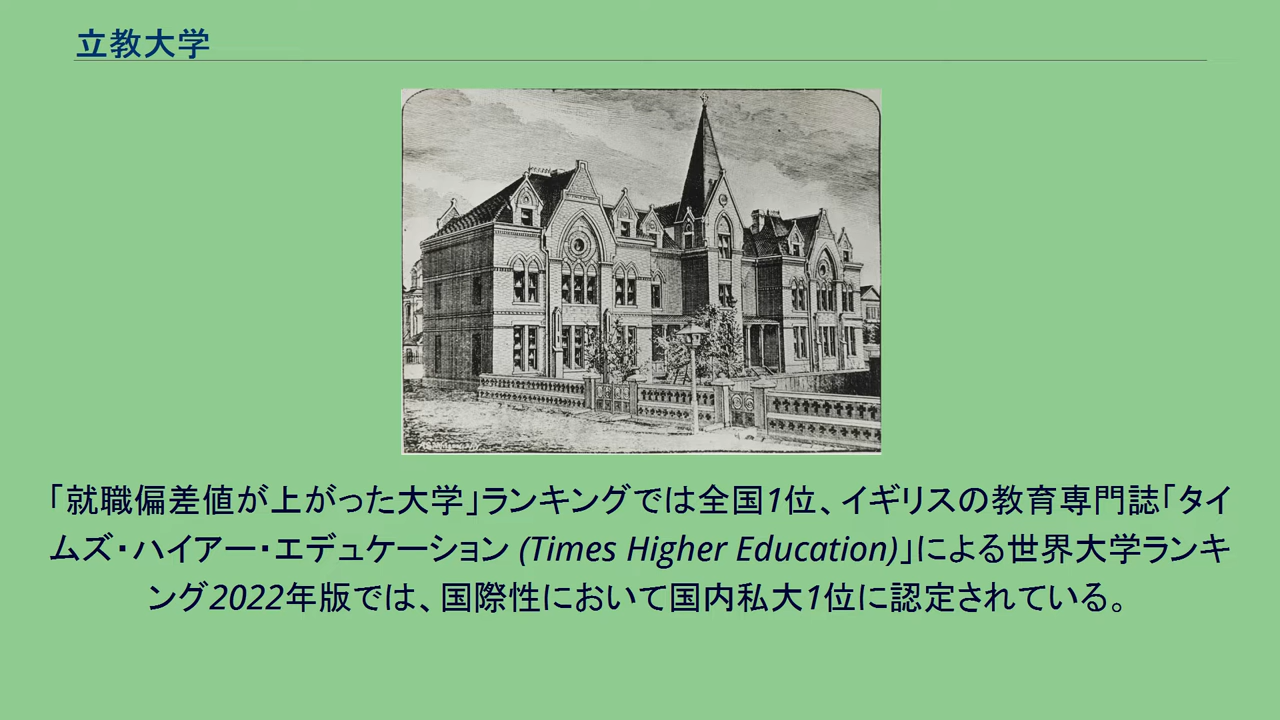 立教大学
「就職偏差値が上がった大学」ランキングでは全国1位、イギリスの教育専門誌「タイ
ムズ・ハイアー・エデュケーション (Times Higher Education)」による世界大学ランキ
ング2022年版では、国際性において国内私大1位に認定されている。